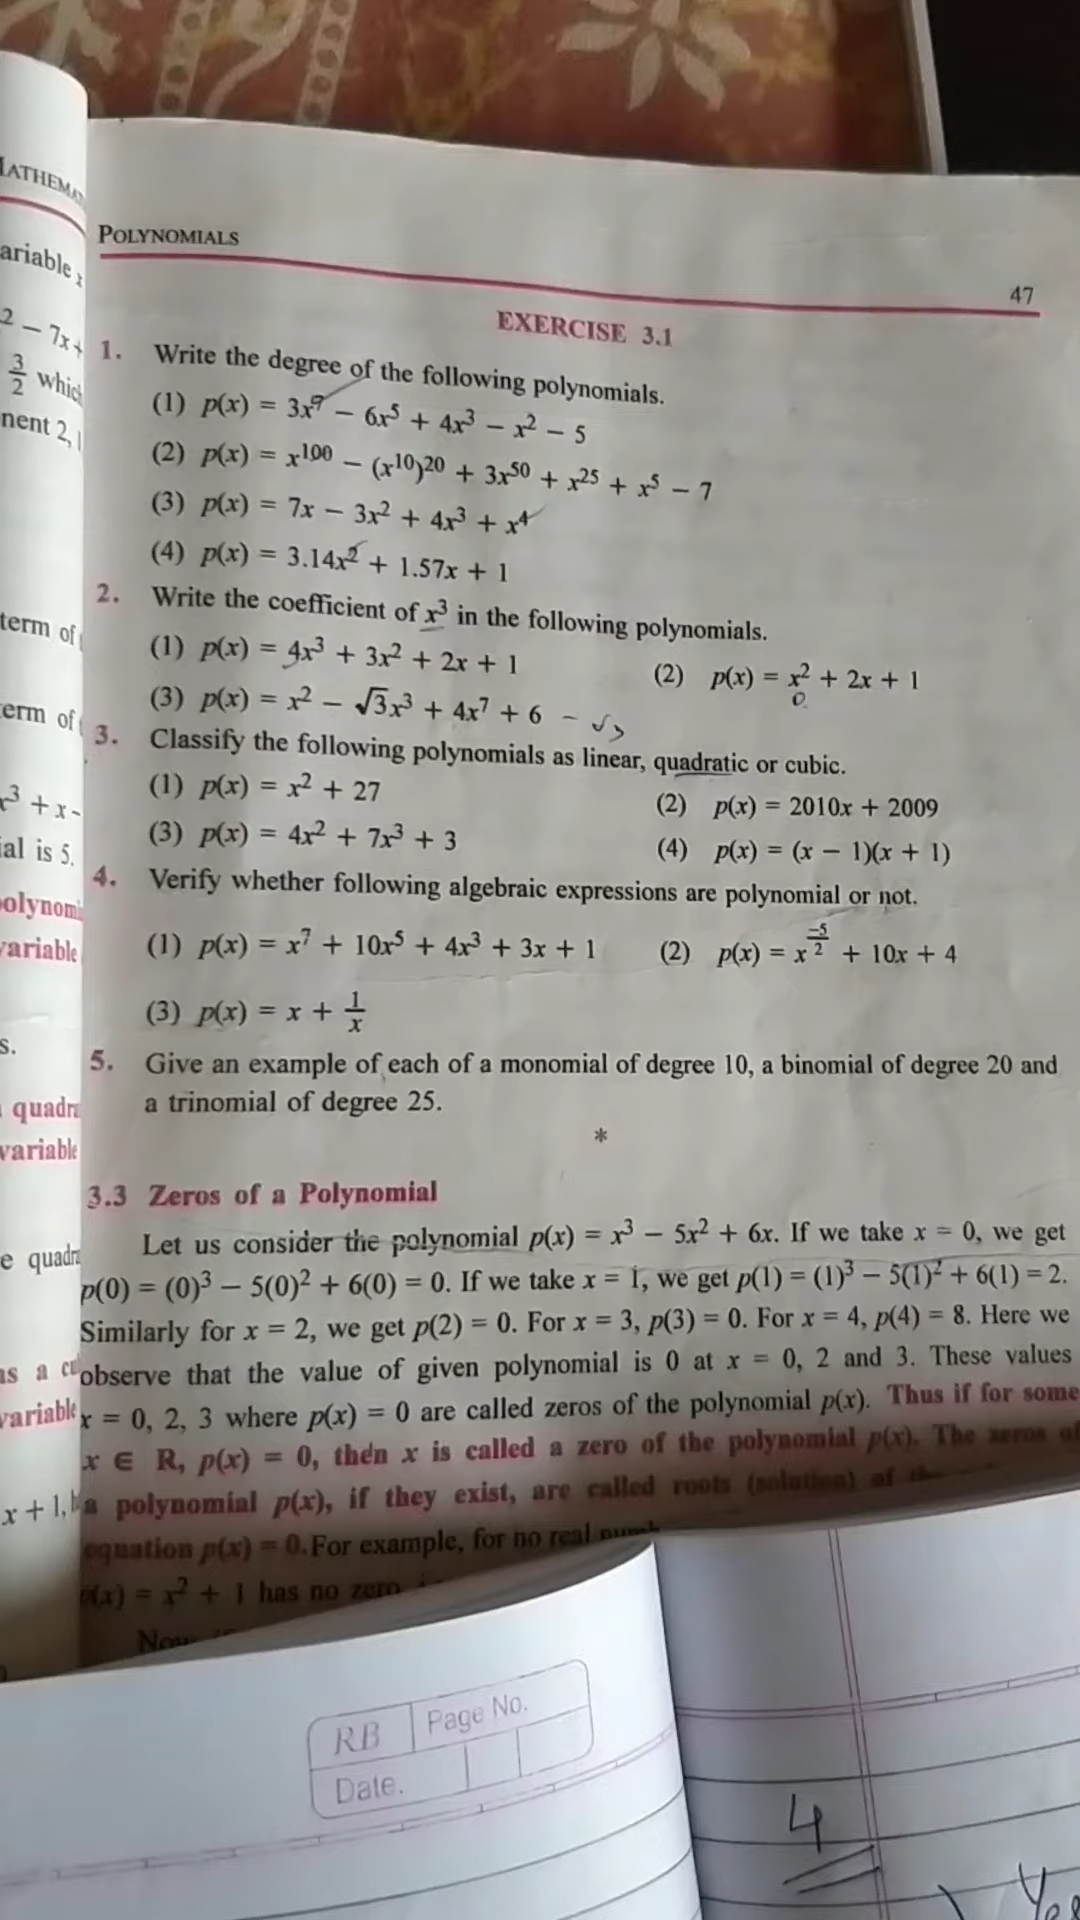 POLYNOMIALS
47
EXERCISE 3.1
1. Write the degree of the following polynomials.
(1) p(x) = 3x⁹ − 6x⁵ + 4x³ − x² − 5
(2) p(x) = x¹⁰⁰ − (x¹⁰)²⁰ + 3x⁵⁰ + x²⁵ + x⁵ − 7
(3) p(x) = 7x − 3x² + 4x³ + x⁴
(4) p(x) = 3.14x² + 1.57x + 1
2. Write the coefficient of x³ in the following polynomials.
(1) p(x) = 4x³ + 3x² + 2x + 1 (2) p(x) = x² + 2x + 1
0
(3) p(x) = x² − √3x³ + 4x⁷ + 6 − √3
3. Classify the following polynomials as linear, quadratic or cubic.
(1) p(x) = x² + 27 (2) p(x) = 2010x + 2009
(3) p(x) = 4x² + 7x³ + 3 (4) p(x) = (x − 1)(x + 1)
4. Verify whether following algebraic expressions are polynomial or not.
(1) p(x) = x⁷ + 10x⁵ + 4x³ + 3x + 1 (2) p(x) = x^(−5/2) + 10x + 4
(3) p(x) = x + 1/x
5. Give an example of each of a monomial of degree 10, a binomial of degree 20 and
a trinomial of degree 25.
*
3.3 Zeros of a Polynomial
Let us consider the polynomial p(x) = x³ − 5x² + 6x. If we take x = 0, we get
p(0) = (0)³ − 5(0)² + 6(0) = 0. If we take x = 1, we get p(1) = (1)³ − 5(1)² + 6(1) = 2.
Similarly for x = 2, we get p(2) = 0. For x = 3, p(3) = 0. For x = 4, p(4) = 8. Here we
observe that the value of given polynomial is 0 at x = 0, 2 and 3. These values
x = 0, 2, 3 where p(x) = 0 are called zeros of the polynomial p(x). Thus if for some
x ∈ R, p(x) = 0, then x is called a zero of the polynomial p(x). The zeros of
a polynomial p(x), if they exist, are called roots (solution) of
equation p(x) = 0. For example, for no real
p(x) = x² + 1 has no zero
Now
RB Page No.
Date.
4
Yes
variable
2 − 7x +
3/2
nent 2,
term of
term of
x³ + x −
ial is 5.
variable
s.
variable
variable
x + 1,